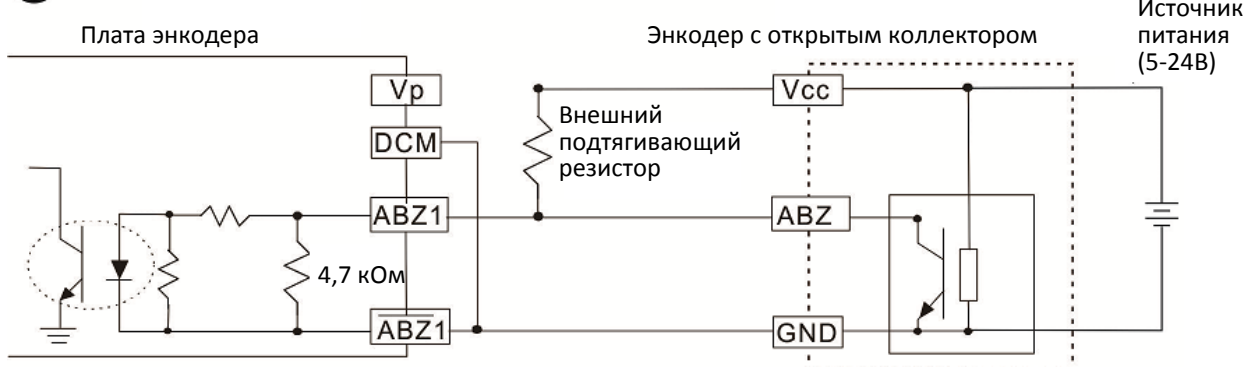 Источник
питания
(5-24В)
Плата энкодера
Энкодер с открытым коллектором
Vp
Vcc
Внешний
подтягивающий
резистор
DCM
ABZ1
ABZ
4,7 кОм
ABZ1
GND